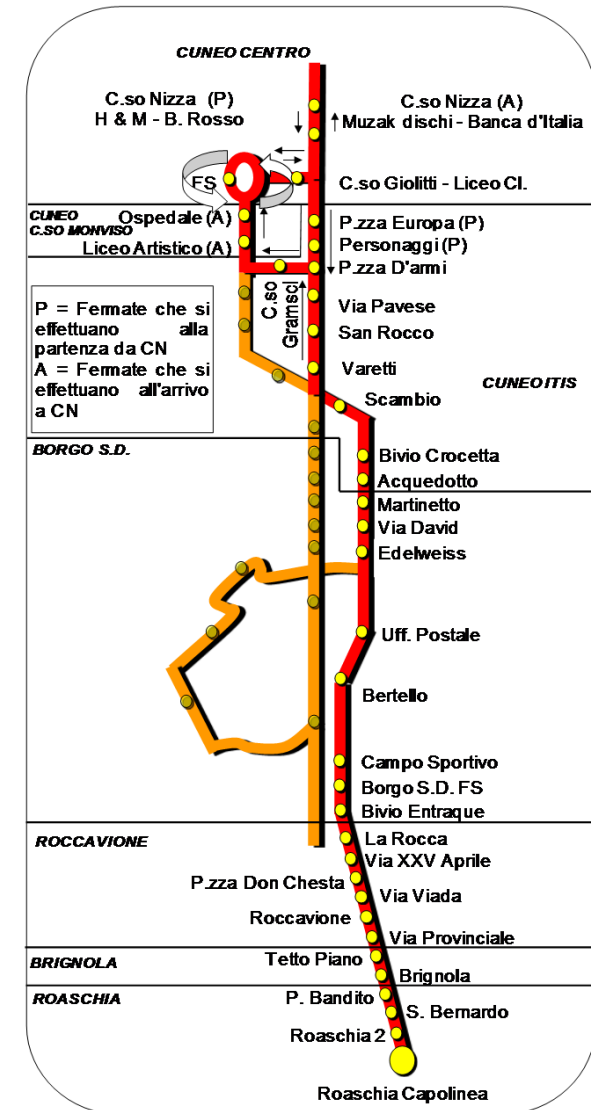 CUNEO CENTRO
C.so Nizza (P)
H & M - B. Rosso
C.so Nizza (A)
Muzak dischi - Banca d'Italia
FS
C.so Giolitti - Liceo Cl.
CUNEO
C.SO MONVISO
Ospedale (A)
Liceo Artistico (A)
P.zza Europa (P)
Personaggi (P)
P.zza D'armi
C.so
Gramsci
Via Pavese
San Rocco
Varetti
P = Fermate che si
effettuano alla
partenza da CN
A = Fermate che si
effettuano all'arrivo
a CN
CUNEO ITIS
Scambio
BORGO S.D.
Bivio Crocetta
Acquedotto
Martinetto
Via David
Edelweiss
Uff. Postale
Bertello
Campo Sportivo
Borgo S.D. FS
Bivio Entraque
ROCCAVIONE
La Rocca
Via XXV Aprile
P.zza Don Chesta
Via Viada
Roccavione
Via Provinciale
BRIGNOLA
Tetto Piano
Brignola
ROASCHIA
P. Bandito
S. Bernardo
Roaschia 2
Roaschia Capolinea